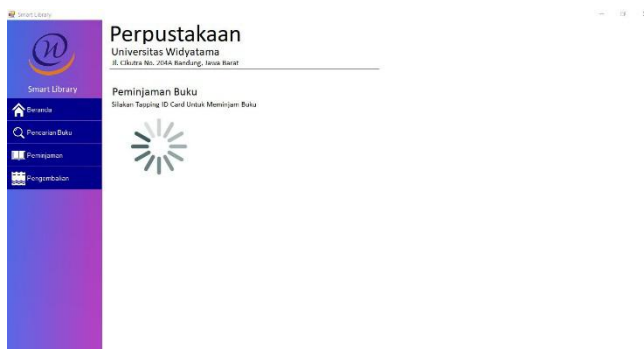 Smart Library
Perpustakaan
Universitas Widyatama
Jl. Cikutra No. 204A Bandung, Jawa Barat
Smart Library
Beranda
Pencarian Buku
Peminjaman
Pengembalian
Peminjaman Buku
Silakan Tapping ID Card Untuk Meminjam Buku